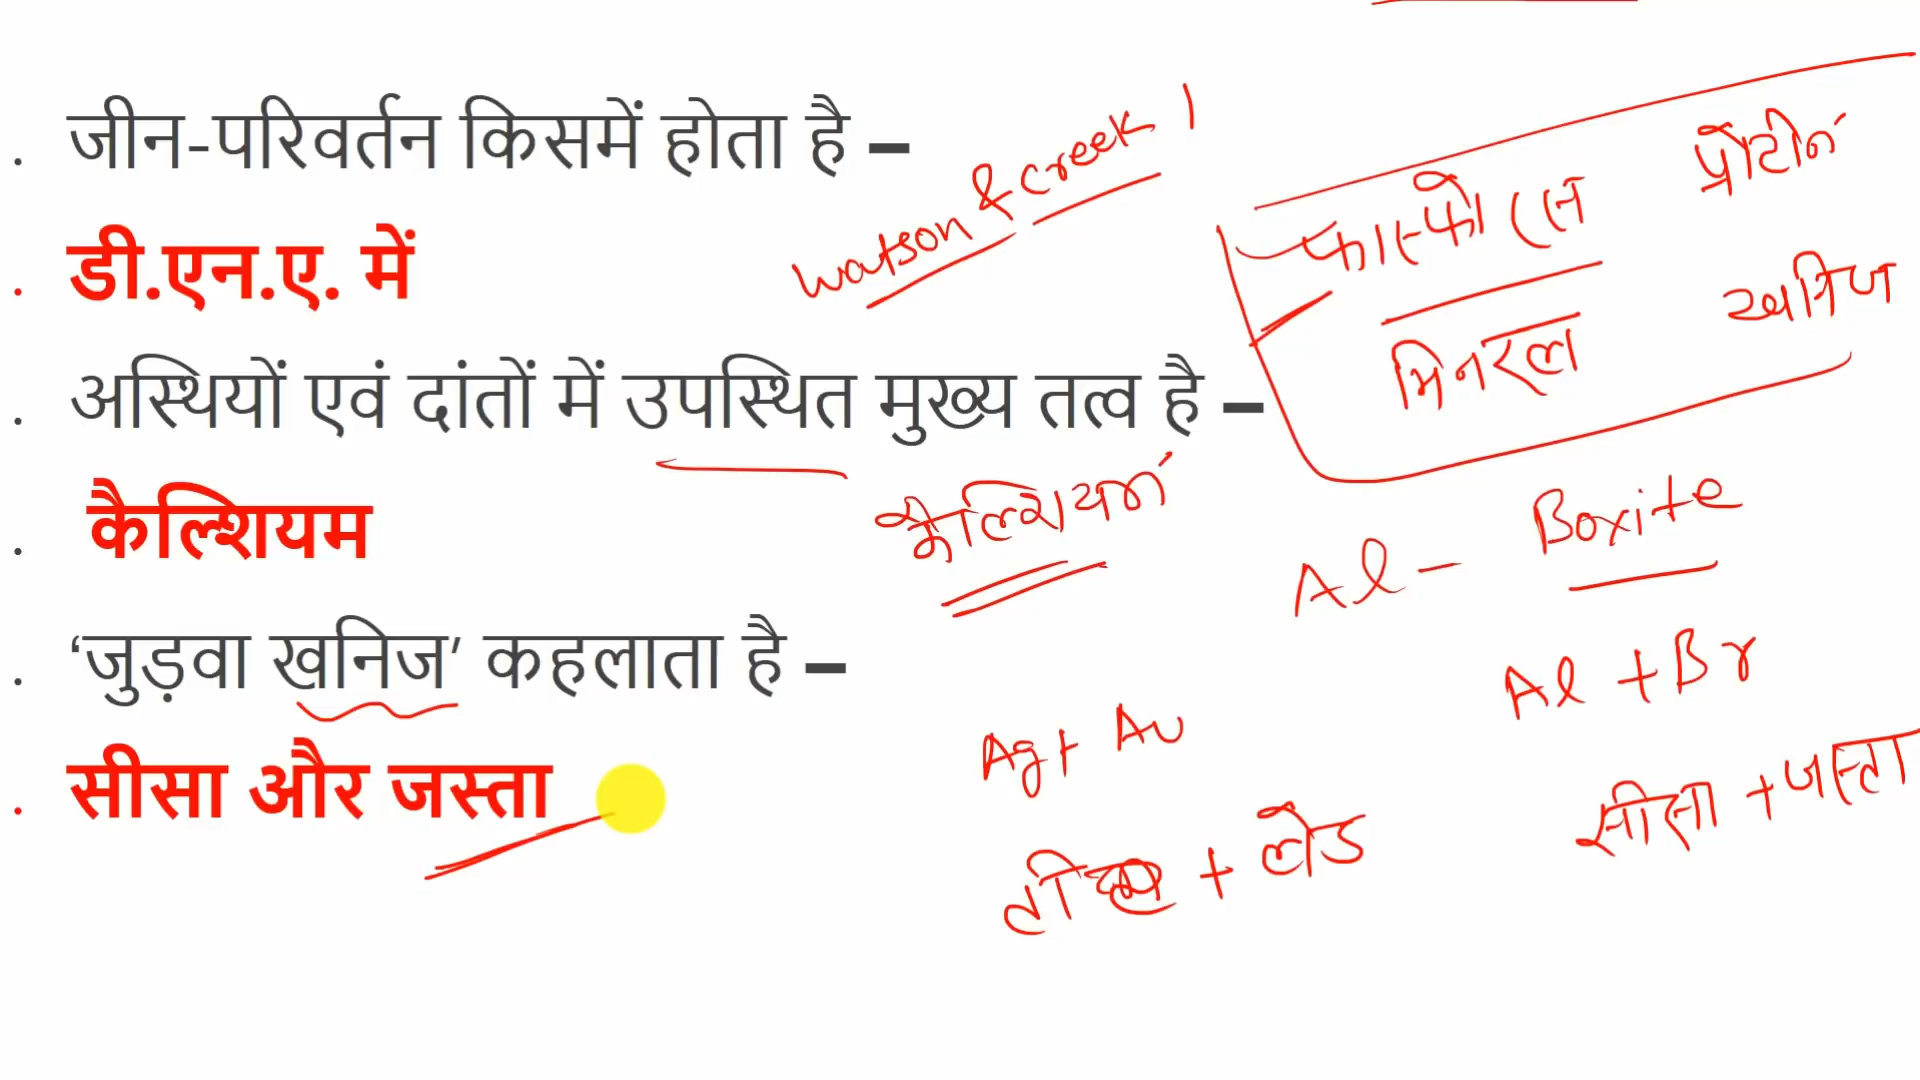 . जीन-परिवर्तन किसमें होता है –
. डी.एन.ए. में
. अस्थियों एवं दांतों में उपस्थित मुख्य तत्व है –
. कैल्शियम
. ‘जुड़वा खनिज’ कहलाता है –
. सीसा और जस्ता
watson & creek
प्रोटीन
फास्फोरस
खनिज
मिनरल
कैल्शियम
Al - Boxite
Al + Br
Ag + Au
सीसा + जस्ता
+ लेड